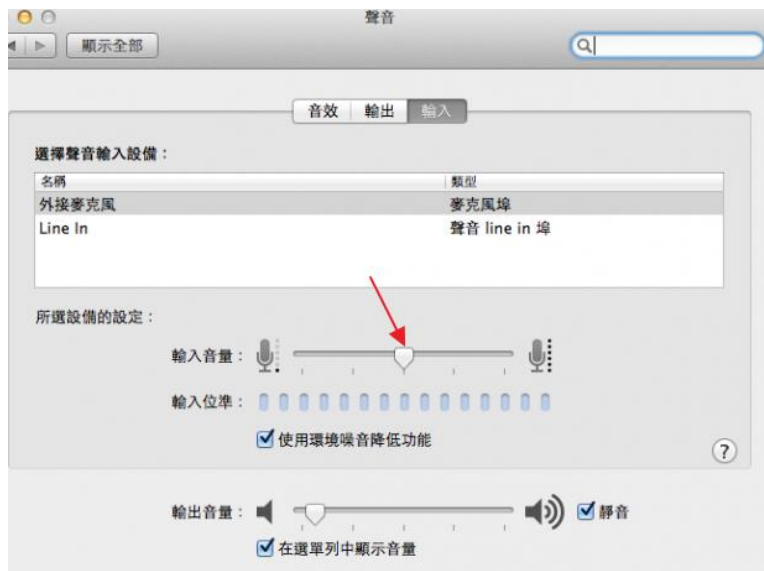 聲音
顯示全部
音效 輸出 輸入
選擇聲音輸入設備：
名稱 類型
外接麥克風 麥克風埠
Line In 聲音 line in 埠
所選設備的設定：
輸入音量：
輸入位準：
使用環境噪音降低功能
?
輸出音量： 靜音
在選單列中顯示音量